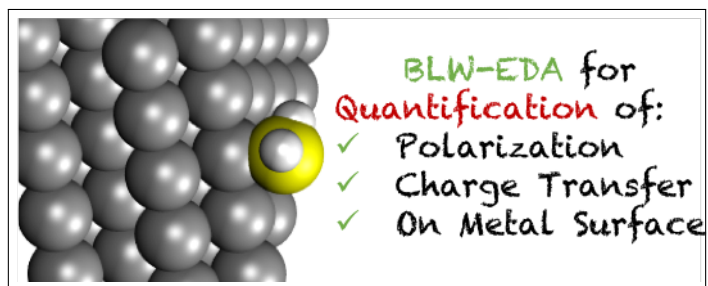 BLW-EDA for
Quantification of:
✓ Polarization
✓ Charge Transfer
✓ On Metal Surface